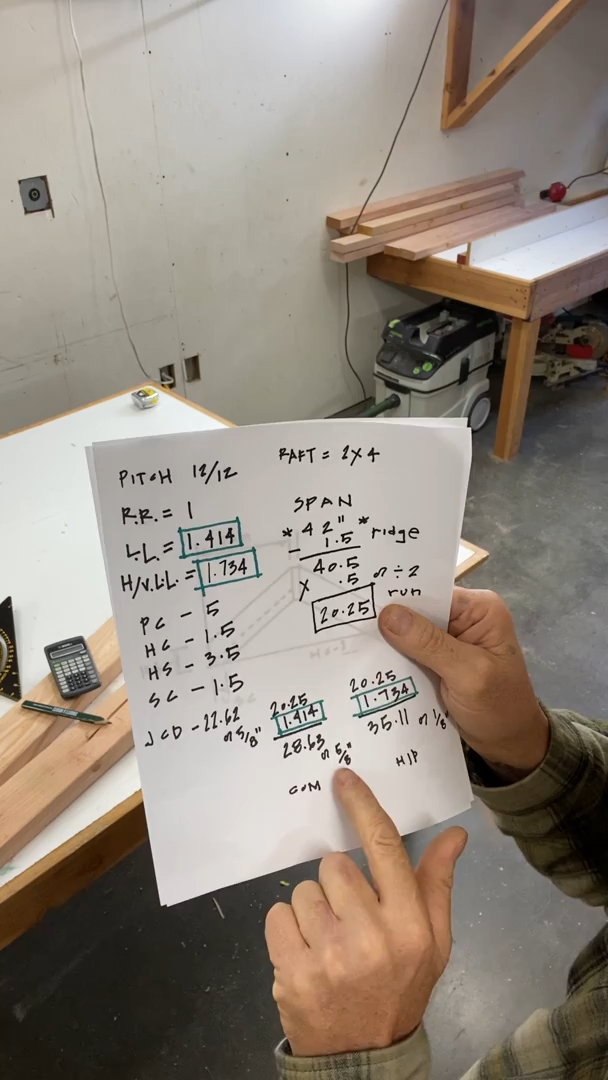 PITCH 12/12
RAFT = 2X4
R.R. = 1
L.L. = 1.414
H/V.L.L. = 1.734
PC - 5
HC - 1.5
HS - 3.5
SC - 1.5
JCD - 22.62
or 5/8"
SPAN
* 42" *
- 1.5 ridge
40.5
X .5 or ÷ 2
20.25 run
20.25
1.414
28.63
or 5/8"
COM
20.25
1.734
35.11 or 1/8"
HIP